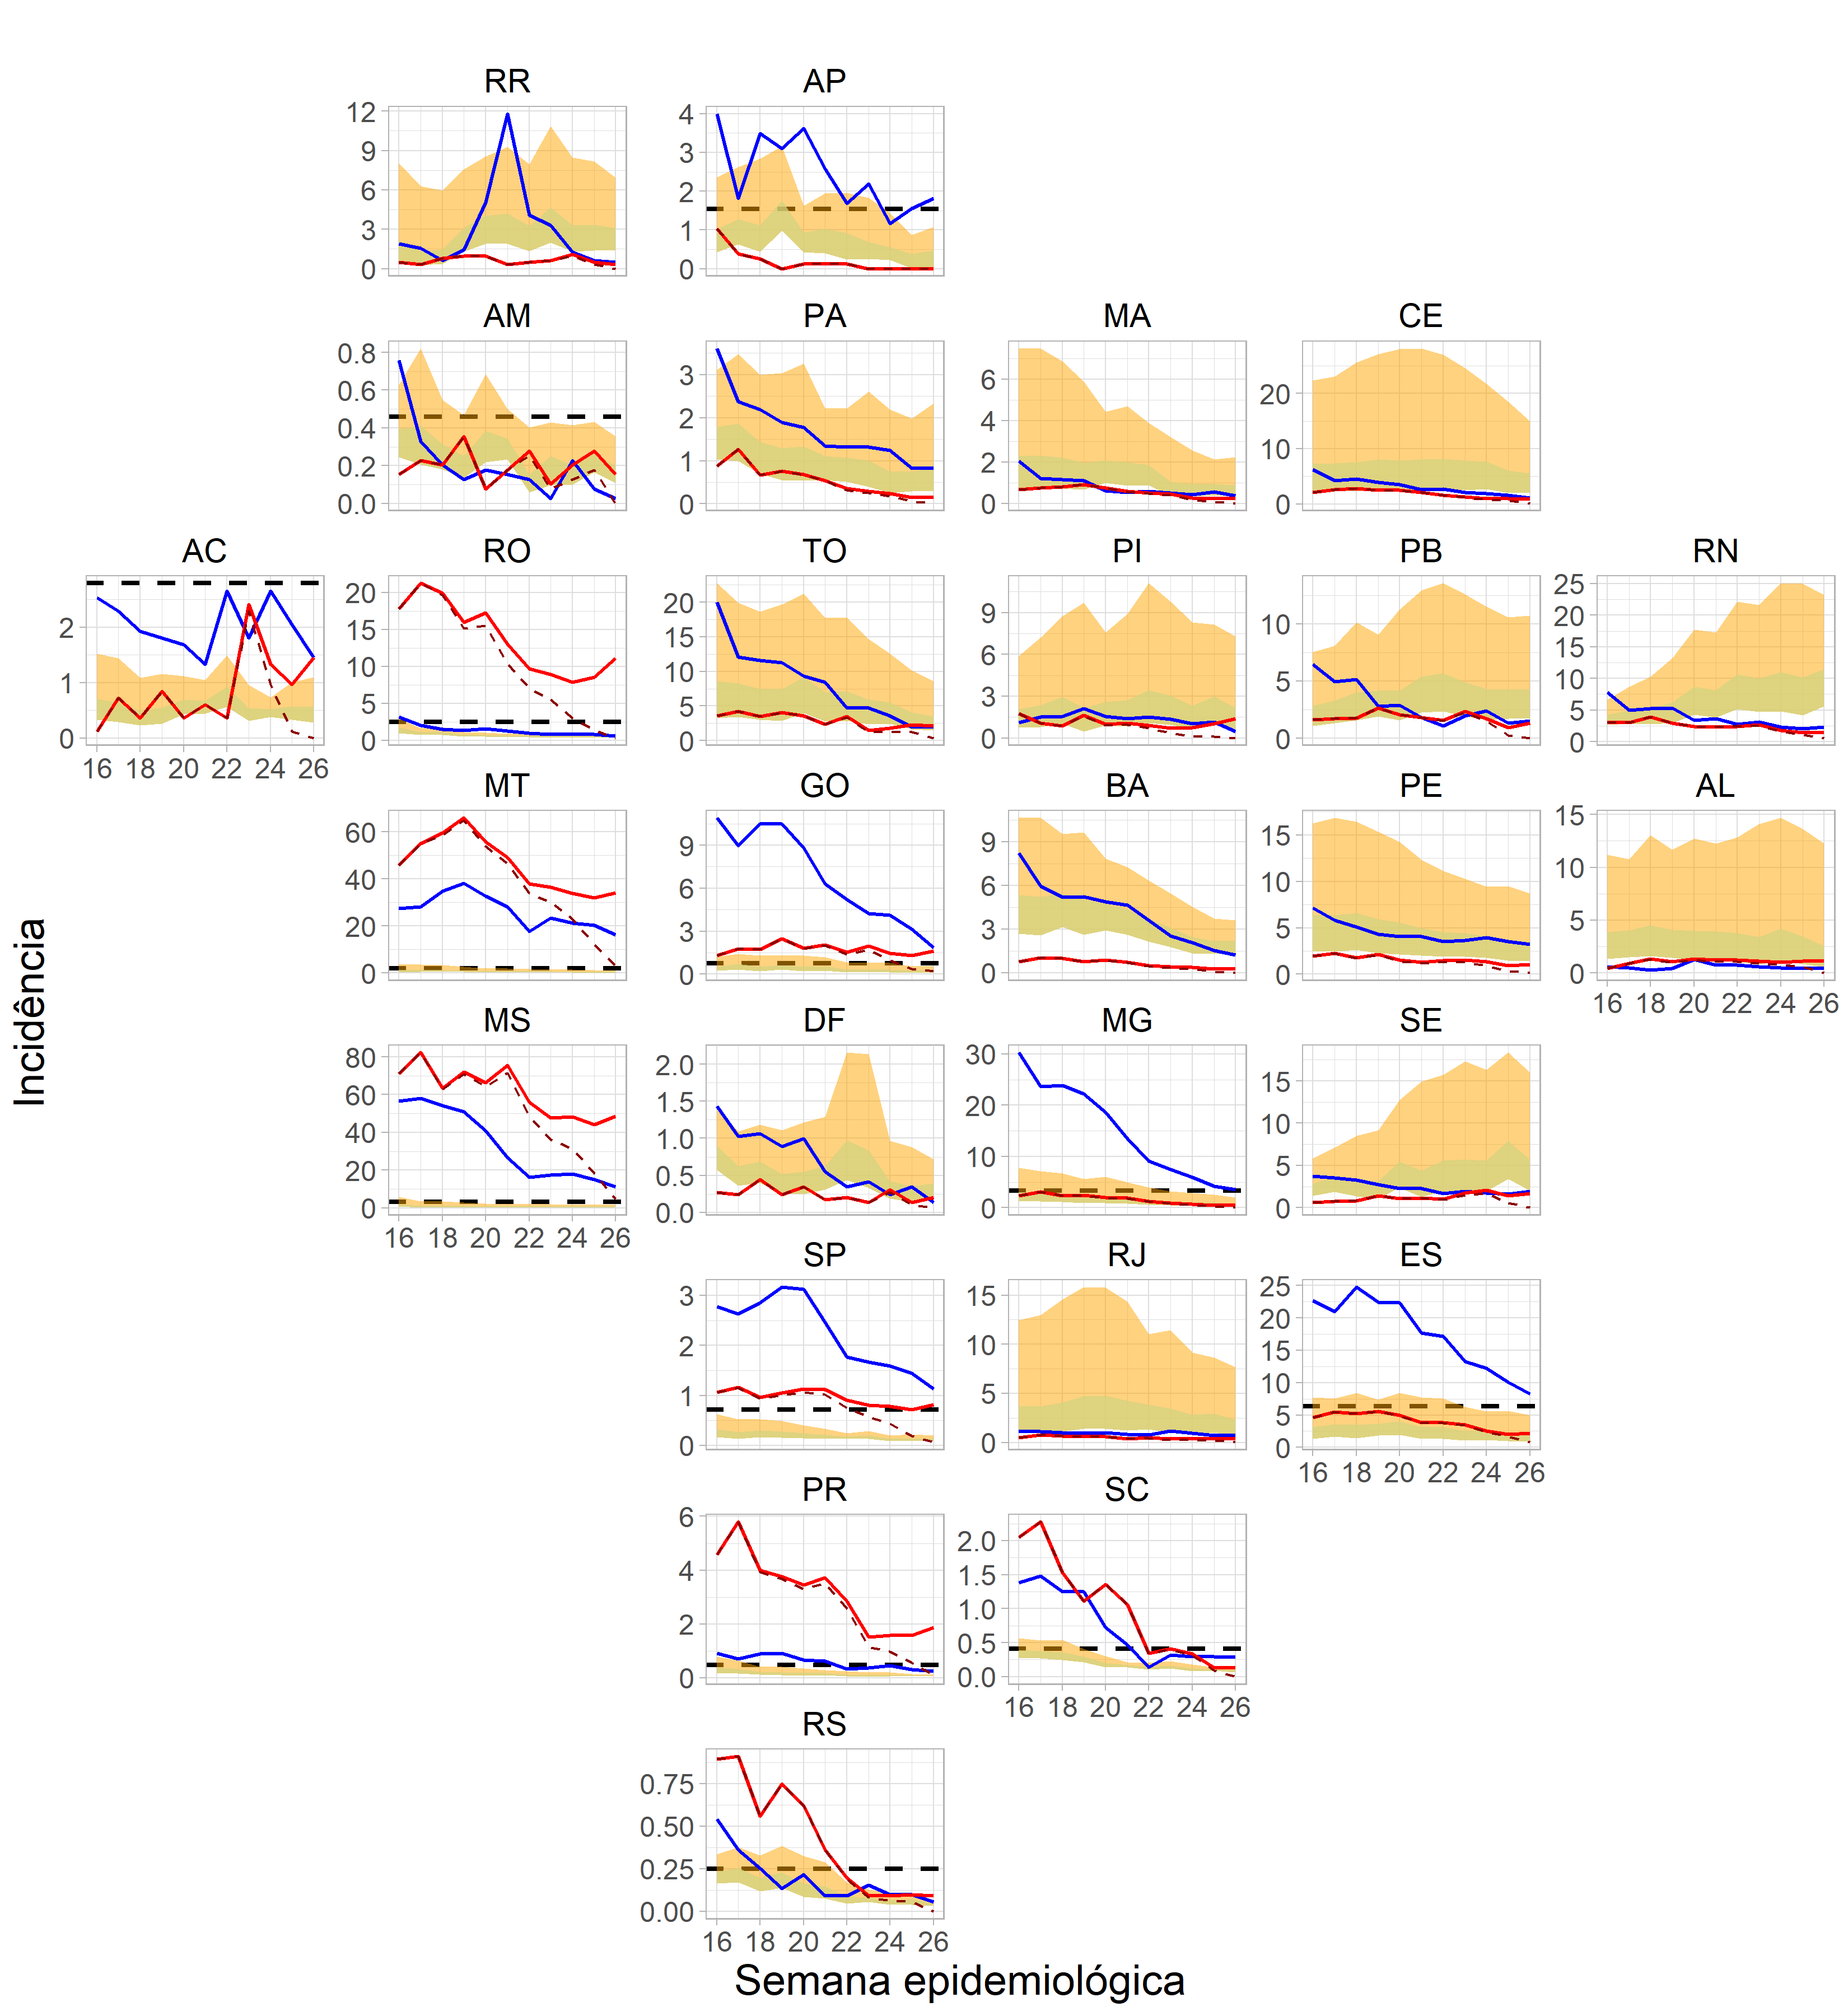 RR AP
12 4
9 3
6 2
3 1
0 0
AM PA MA CE
0.8
0.6 3 6 20
0.4 2 4
0.2 1 2 10
0.0 0 0 0
AC RO TO PI PB RN
20 20 9 10 25
2 15 15 6 20
10 10 5 15
1 5 5 3 10
0 0 0 0 0 5
0
16 18 20 22 24 26
MT GO BA PE AL
60 9 9 15 15
40 6 6 10 10
20 3 3 5 5
0 0 0 0 0
16 18 20 22 24 26
MS DF MG SE
80 2.0 30
60 1.5 20 15
40 1.0 10
20 0.5 10 5
0 0.0 0 0
16 18 20 22 24 26
SP RJ ES
3 15 25
2 10 20
1 5 15
0 0 10
5
0
16 18 20 22 24 26
PR SC
6 2.0
4 1.5
2 1.0
0 0.5
0.0
16 18 20 22 24 26
RS
0.75
0.50
0.25
0.00
16 18 20 22 24 26
Incidência
Semana epidemiológica